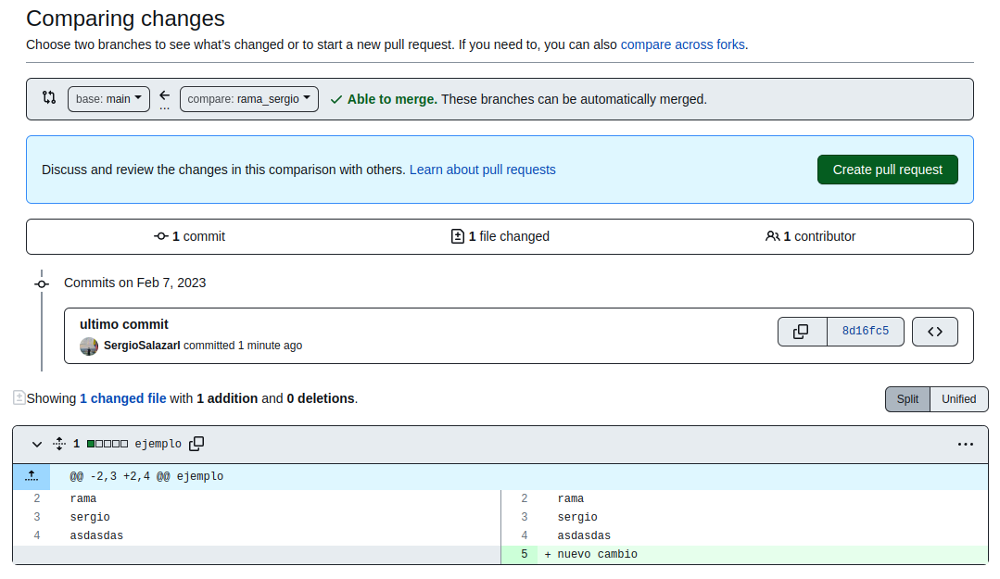 Comparing changes
Choose two branches to see what’s changed or to start a new pull request. If you need to, you can also compare across forks.
base: main ... compare: rama_sergio Able to merge. These branches can be automatically merged.
Discuss and review the changes in this comparison with others. Learn about pull requests Create pull request
1 commit 1 file changed 1 contributor
Commits on Feb 7, 2023
ultimo commit
SergioSalazarI committed 1 minute ago
8d16fc5
Showing 1 changed file with 1 addition and 0 deletions. Split Unified
1 ejemplo
@@ -2,3 +2,4 @@ ejemplo
2 rama 2 rama
3 sergio 3 sergio
4 asdasdas 4 asdasdas
5 + nuevo cambio